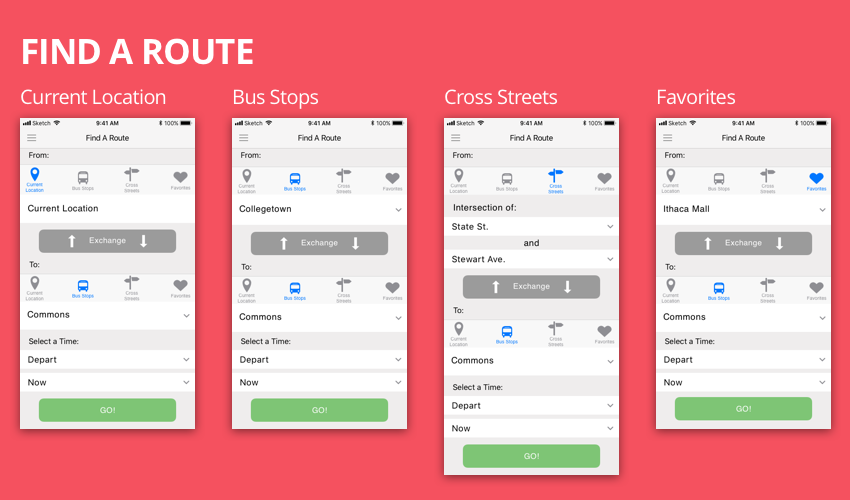 FIND A ROUTE
Current Location
Sketch 9:41 AM 100%
Find A Route
From:
Current Location
Bus Stops
Cross Streets
Favorites
Current Location
Exchange
To:
Current Location
Bus Stops
Cross Streets
Favorites
Commons
Select a Time:
Depart
Now
GO!
Bus Stops
Sketch 9:41 AM 100%
Find A Route
From:
Current Location
Bus Stops
Cross Streets
Favorites
Collegetown
Exchange
To:
Current Location
Bus Stops
Cross Streets
Favorites
Commons
Select a Time:
Depart
Now
GO!
Cross Streets
Sketch 9:41 AM 100%
Find A Route
From:
Current Location
Bus Stops
Cross Streets
Favorites
Intersection of:
State St.
and
Stewart Ave.
Exchange
To:
Current Location
Bus Stops
Cross Streets
Favorites
Commons
Select a Time:
Depart
Now
GO!
Favorites
Sketch 9:41 AM 100%
Find A Route
From:
Current Location
Bus Stops
Cross Streets
Favorites
Ithaca Mall
Exchange
To:
Current Location
Bus Stops
Cross Streets
Favorites
Commons
Select a Time:
Depart
Now
GO!